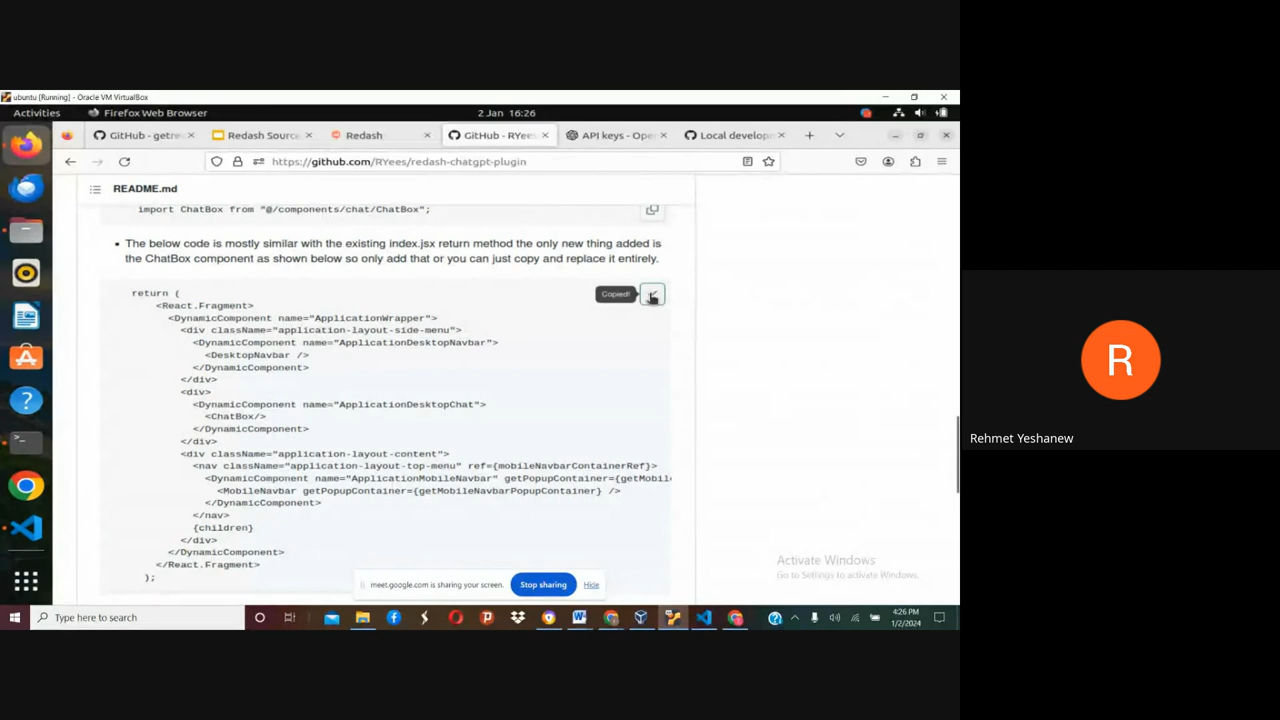 ubuntu [Running] - Oracle VM VirtualBox
Activities
Firefox Web Browser
2 Jan 16:26
GitHub - getre
Redash Sourc
Redash
GitHub - RYees
API keys - Ope
Local develop
https://github.com/RYees/redash-chatgpt-plugin
README.md
import ChatBox from "@/components/chat/ChatBox";
• The below code is mostly similar with the existing index.jsx return method the only new thing added is
the ChatBox component as shown below so only add that or you can just copy and replace it entirely.
Copied!
return (
<React.Fragment>
<DynamicComponent name="ApplicationWrapper">
<div className="application-layout-side-menu">
<DynamicComponent name="ApplicationDesktopNavbar">
<DesktopNavbar />
</DynamicComponent>
</div>
<div>
<DynamicComponent name="ApplicationDesktopChat">
<ChatBox/>
</DynamicComponent>
</div>
<div className="application-layout-content">
<nav className="application-layout-top-menu" ref={mobileNavbarContainerRef}>
<DynamicComponent name="ApplicationMobileNavbar" getPopupContainer={getMobil
<MobileNavbar getPopupContainer={getMobileNavbarPopupContainer} />
</DynamicComponent>
</nav>
{children}
</div>
</DynamicComponent>
</React.Fragment>
);
Activate Windows
Go to Settings to activate Windows.
meet.google.com is sharing your screen.
Stop sharing
Hide
Type here to search
4:26 PM
1/2/2024
R
Rehmet Yeshanew